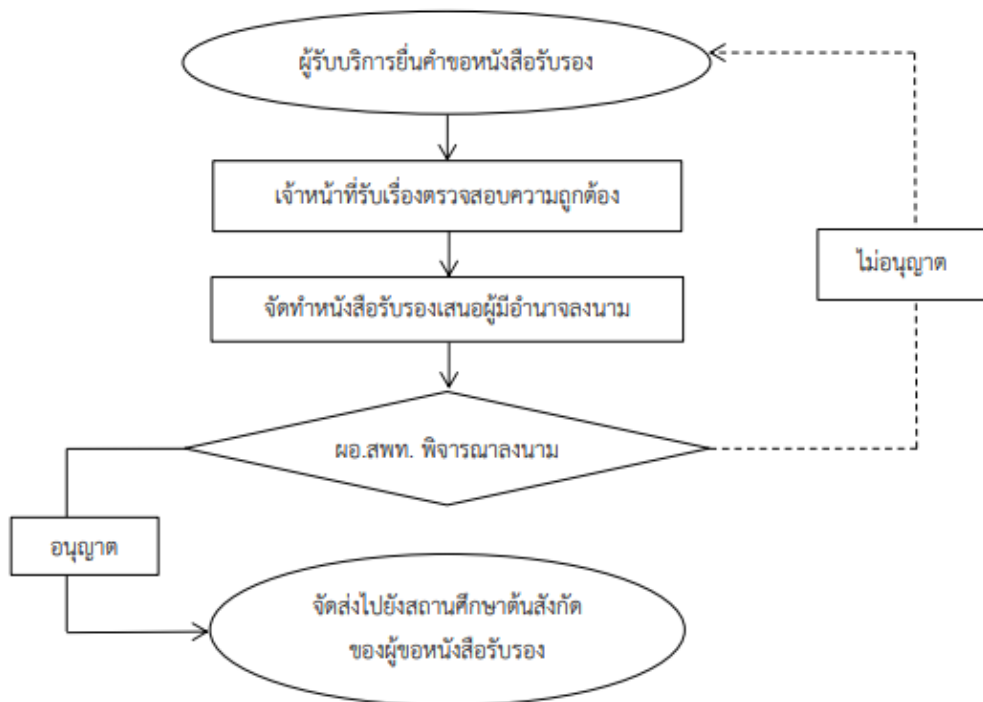 ผู้รับบริการยื่นคำขอหนังสือรับรอง
เจ้าหน้าที่รับเรื่องตรวจสอบความถูกต้อง
ไม่อนุญาต
จัดทำหนังสือรับรองเสนอผู้มีอำนาจลงนาม
ผอ.สพท. พิจารณาลงนาม
อนุญาต
จัดส่งไปยังสถานศึกษาต้นสังกัด
ของผู้ขอหนังสือรับรอง